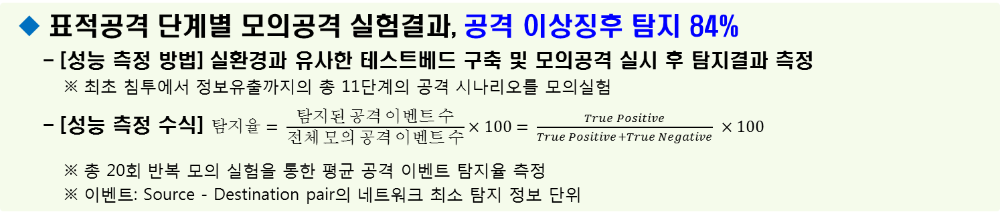 ◆ 표적공격 단계별 모의공격 실험결과, 공격 이상징후 탐지 84%
– [성능 측정 방법] 실환경과 유사한 테스트베드 구축 및 모의공격 실시 후 탐지결과 측정
※ 최초 침투에서 정보유출까지의 총 11단계의 공격 시나리오를 모의실험
– [성능 측정 수식] 탐지율 = 탐지된 공격 이벤트 수 / 전체 모의 공격 이벤트 수 × 100 = True Positive / True Positive+True Negative × 100
※ 총 20회 반복 모의 실험을 통한 평균 공격 이벤트 탐지율 측정
※ 이벤트: Source - Destination pair의 네트워크 최소 탐지 정보 단위